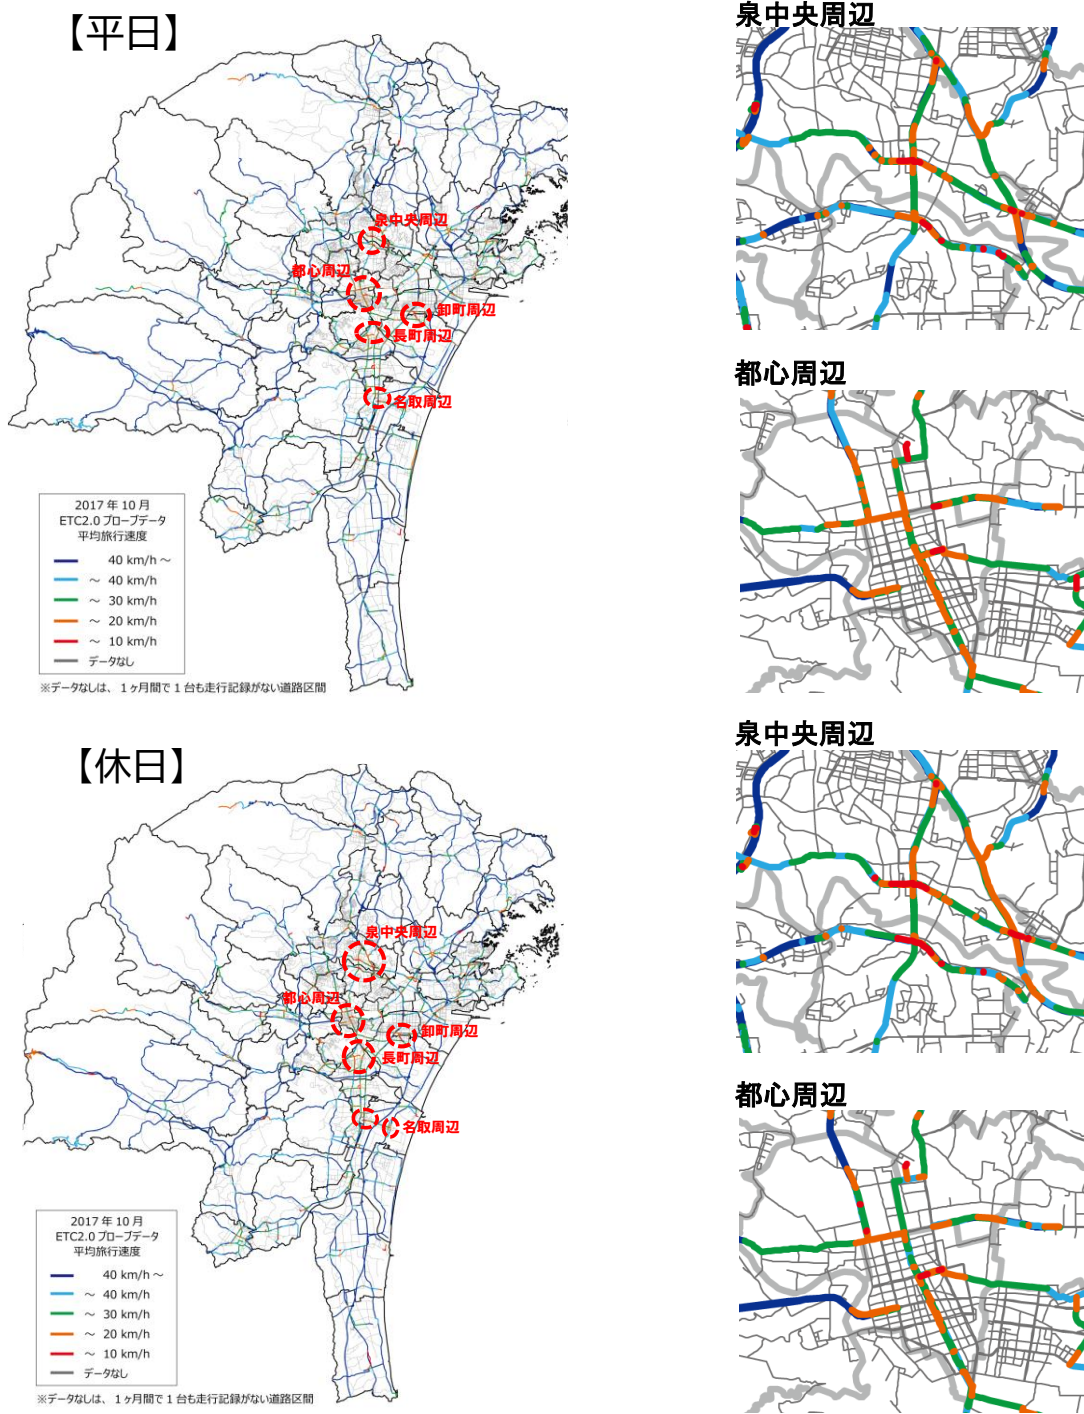 【平日】
泉中央周辺
都心周辺
卸町周辺
長町周辺
名取周辺
2017年10月
ETC2.0プローブデータ
平均旅行速度
40 km/h ～
～ 40 km/h
～ 30 km/h
～ 20 km/h
～ 10 km/h
データなし
※データなしは、1ヶ月間で1台も走行記録がない道路区間
泉中央周辺
都心周辺
【休日】
泉中央周辺
都心周辺
卸町周辺
長町周辺
名取周辺
2017年10月
ETC2.0プローブデータ
平均旅行速度
40 km/h ～
～ 40 km/h
～ 30 km/h
～ 20 km/h
～ 10 km/h
データなし
※データなしは、1ヶ月間で1台も走行記録がない道路区間
泉中央周辺
都心周辺